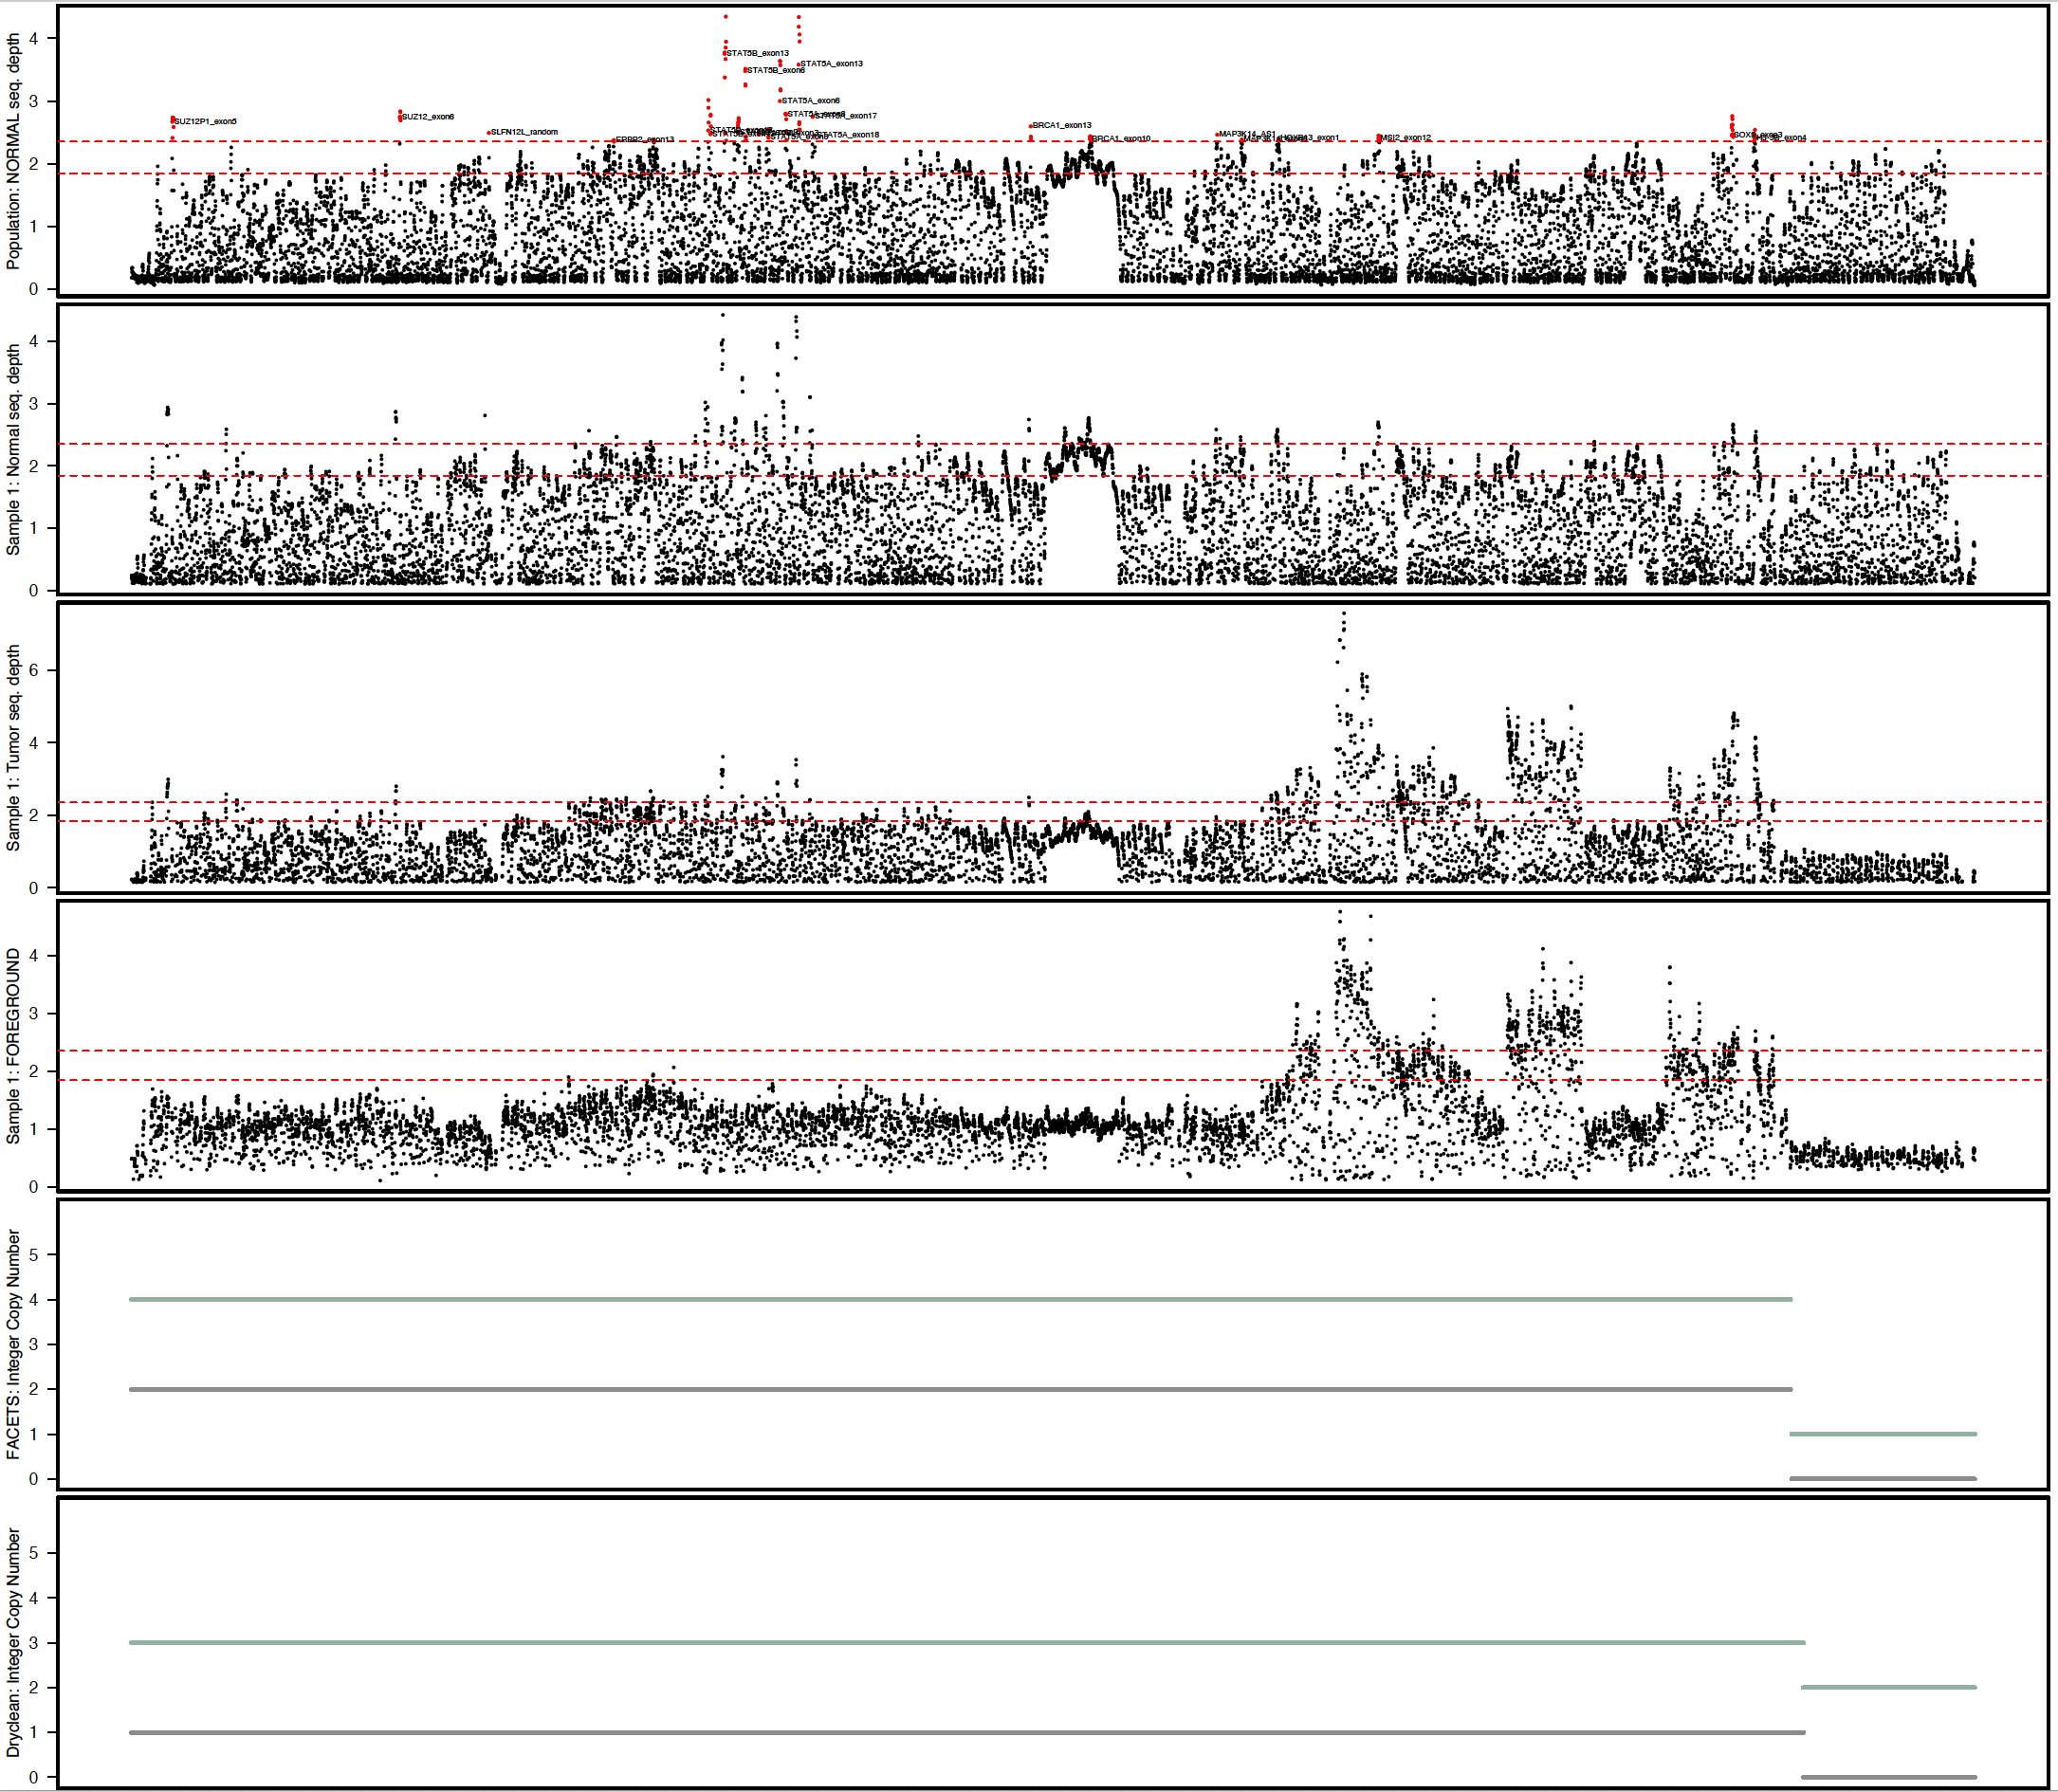 Population: NORMAL seq. depth
4
3
2
1
0
STAT5B_exon13
STAT5A_exon13
STAT5B_exon6
STAT5A_exon6
SUZ12P1_exon5
SUZ12_exon6
SLFN12L_random
ERBB2_exon13
STAT5A_exon18
BRCA1_exon13
BRCA1_exon10
MAP3K14_AS1
MSI2_exon12
Sample 1: Normal seq. depth
4
3
2
1
0
Sample 1: Tumor seq. depth
6
4
2
0
Sample 1: FOREGROUND
4
3
2
1
0
FACETS: Integer Copy Number
5
4
3
2
1
0
Dryclean: Integer Copy Number
5
4
3
2
1
0